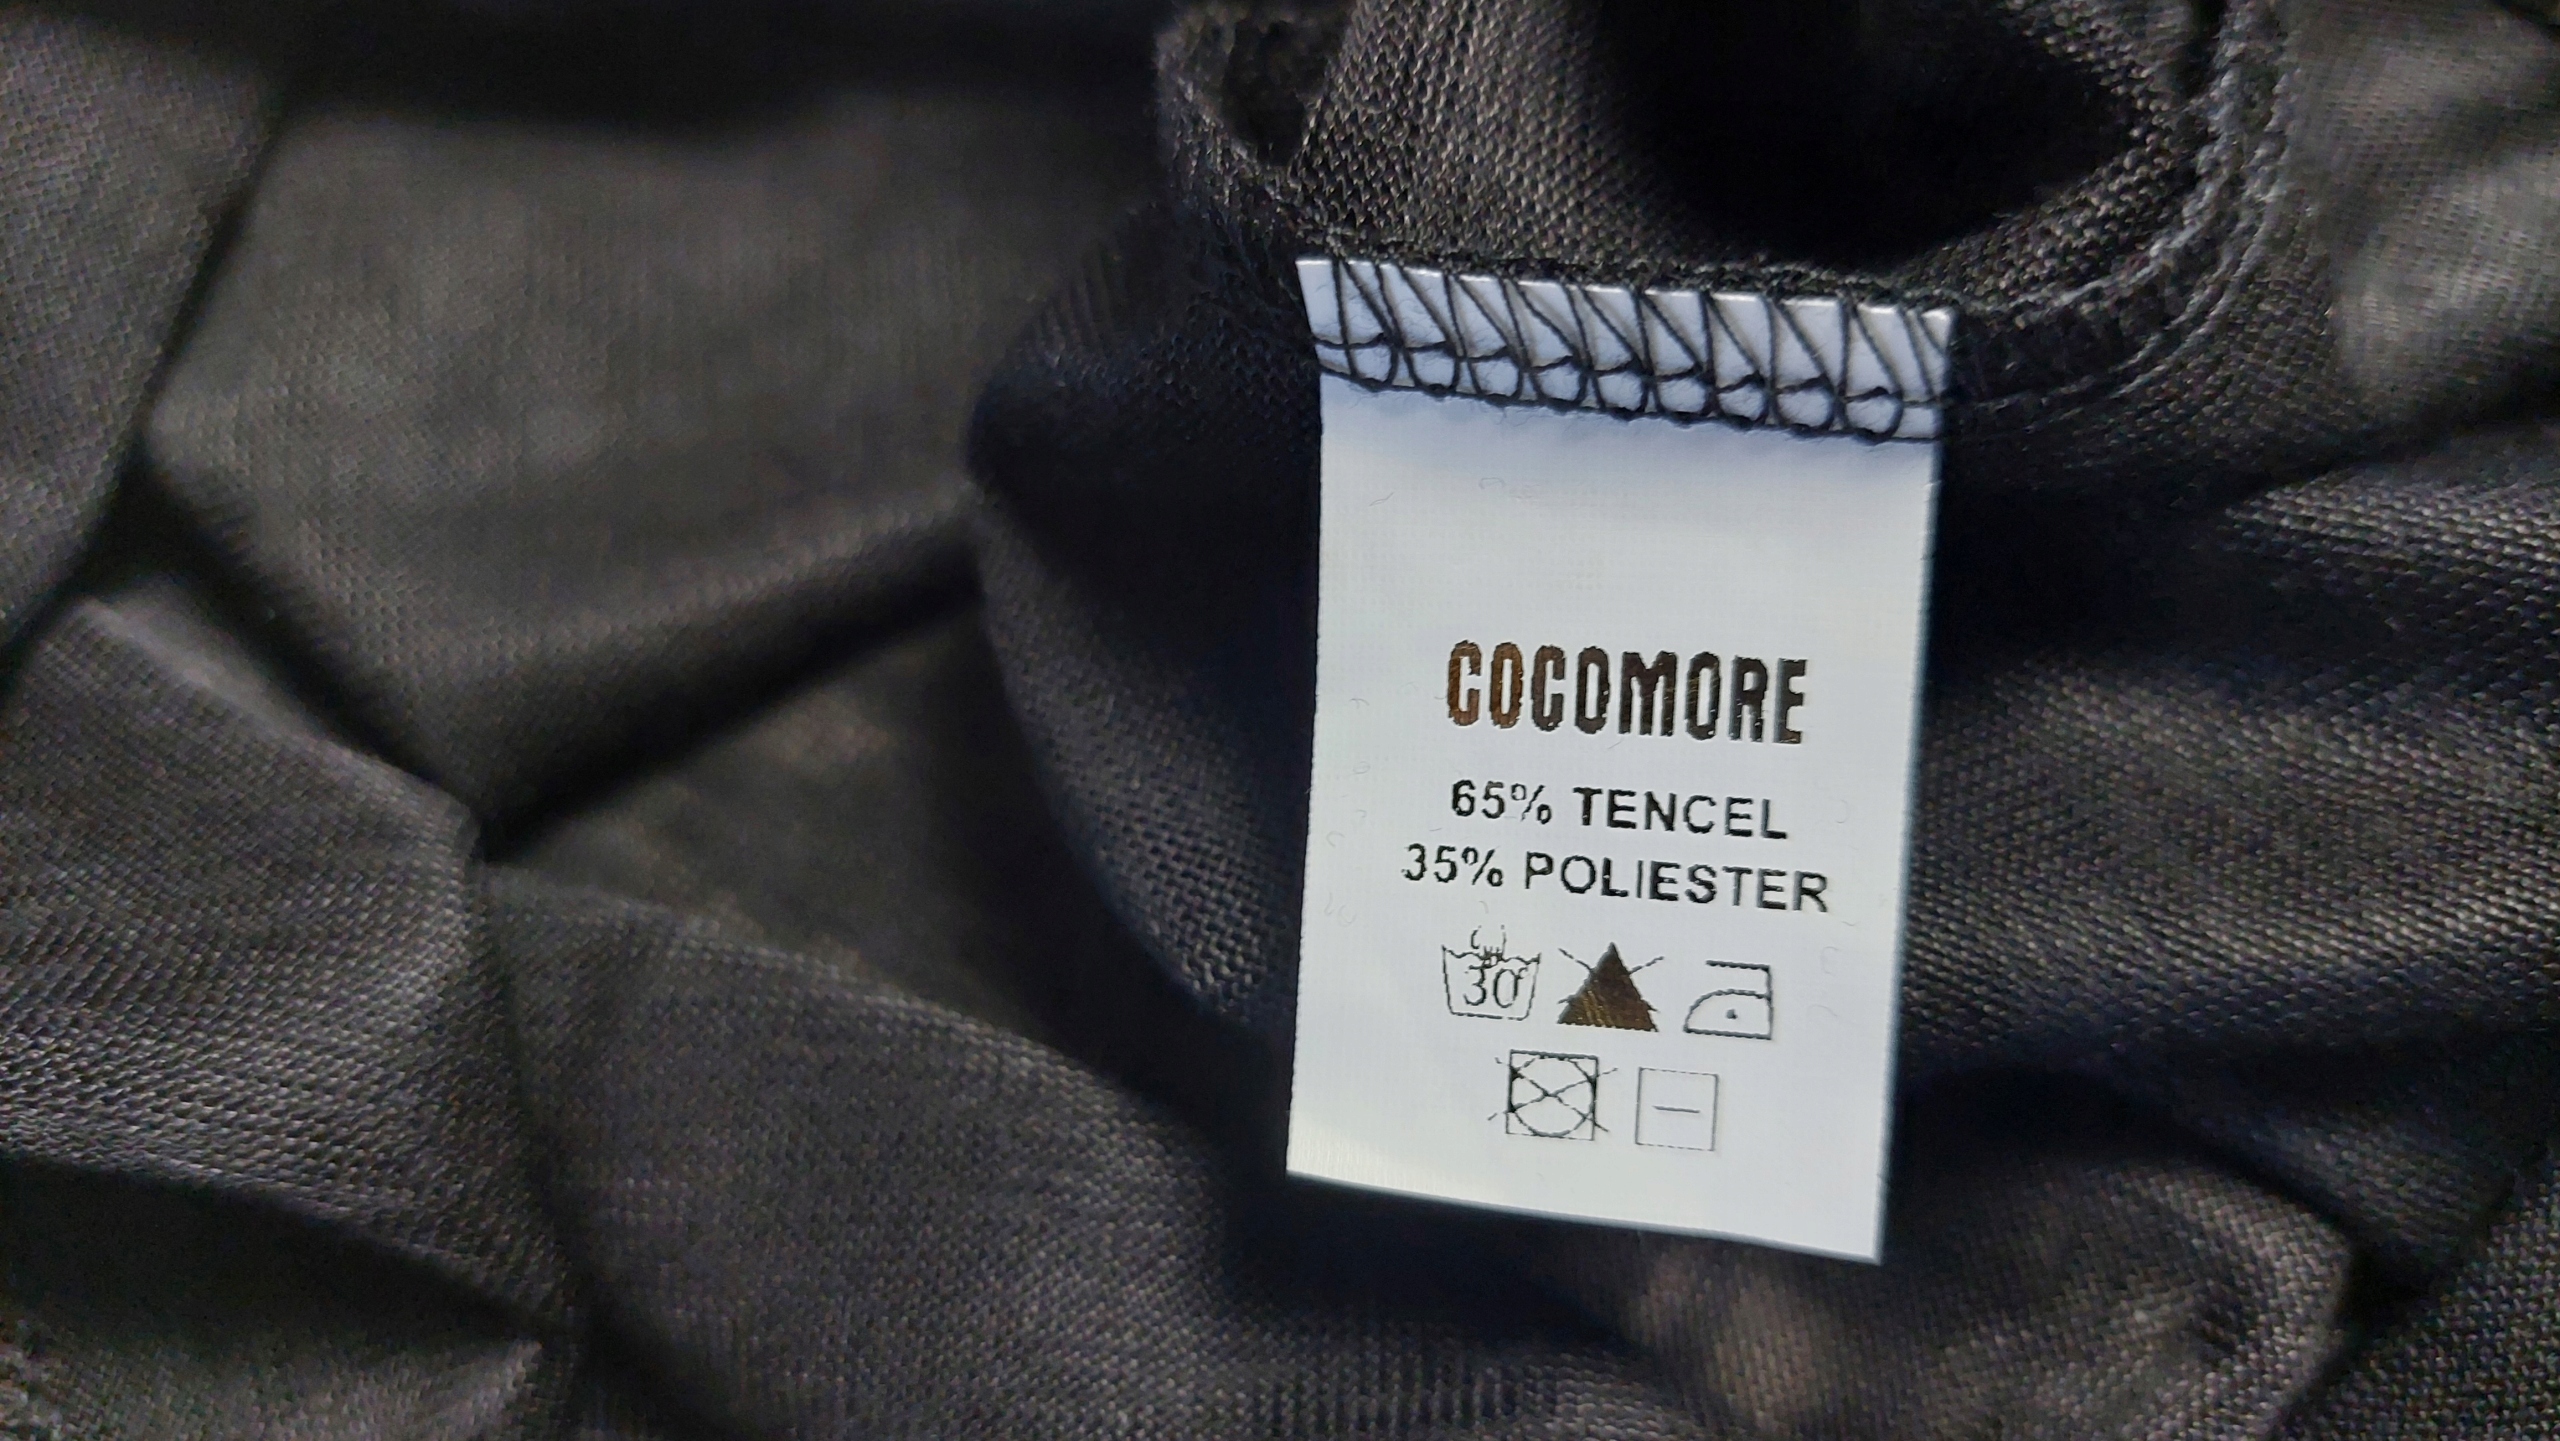 COCOMORE
65% TENCEL
35% POLIESTER
30°